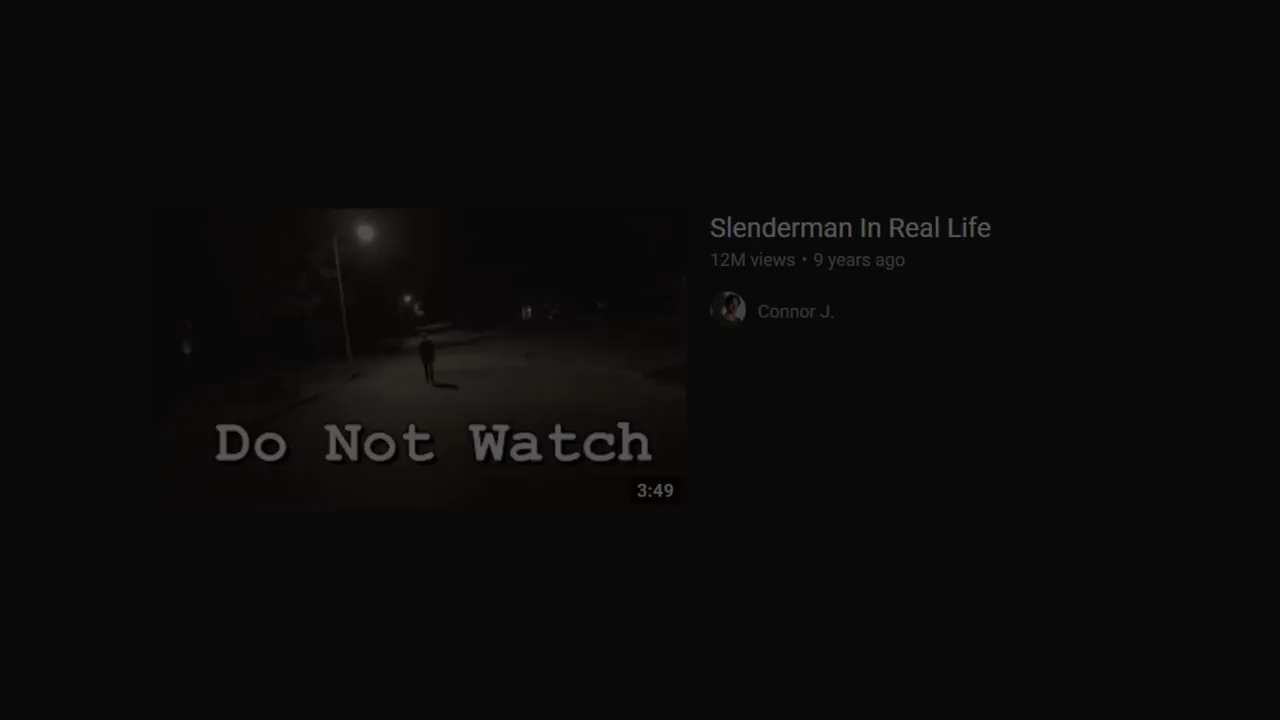 Slenderman In Real Life
12M views • 9 years ago
Connor J.
Do Not Watch
3:49